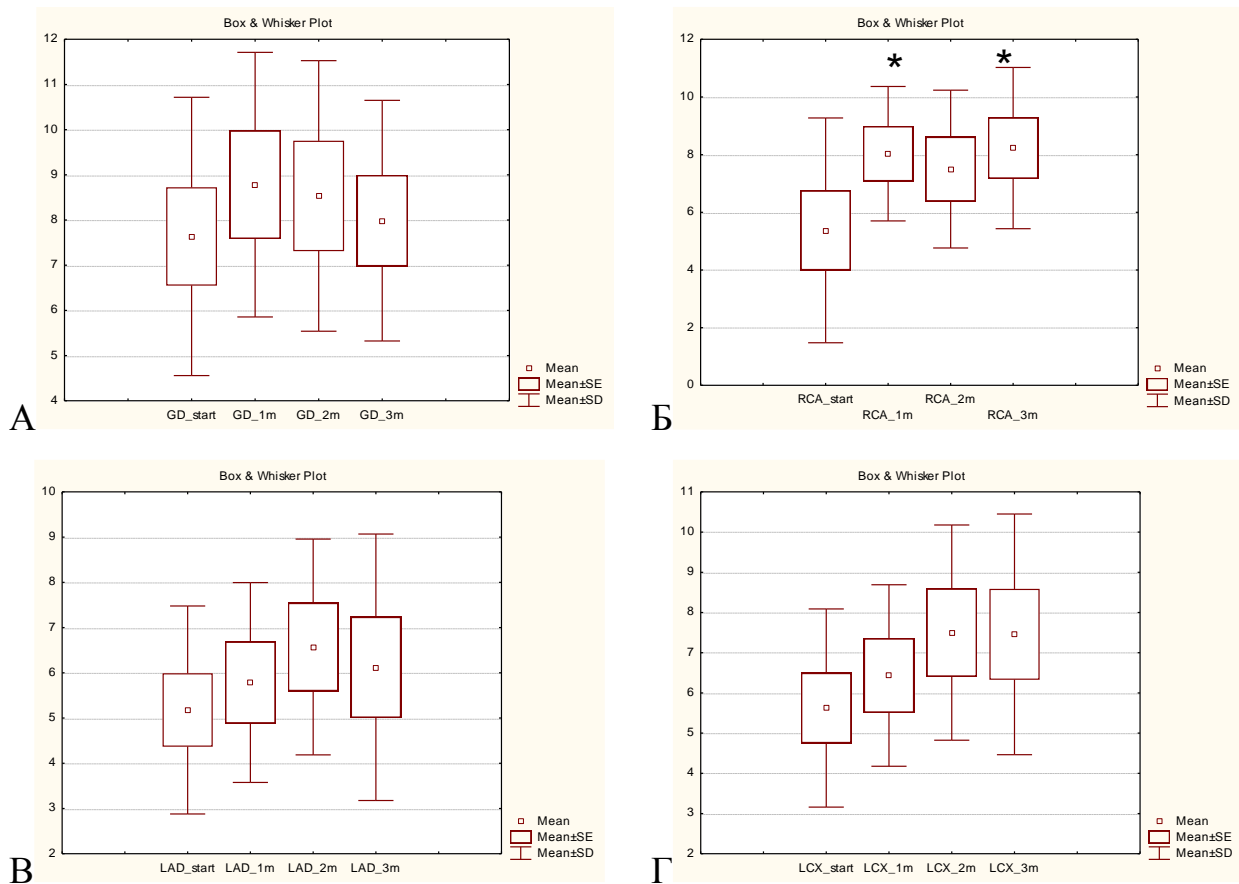 Box & Whisker Plot
12
11
10
9
8
7
6
5
4
GD_start GD_1m GD_2m GD_3m
Mean
Mean±SE
Mean±SD
А
Box & Whisker Plot
12
10
8
6
4
2
0
* *
RCA_start RCA_2m
RCA_1m RCA_3m
Mean
Mean±SE
Mean±SD
Б
Box & Whisker Plot
10
9
8
7
6
5
4
3
2
LAD_start LAD_1m LAD_2m LAD_3m
Mean
Mean±SE
Mean±SD
В
Box & Whisker Plot
11
10
9
8
7
6
5
4
3
2
LCX_start LCX_1m LCX_2m LCX_3m
Mean
Mean±SE
Mean±SD
Г